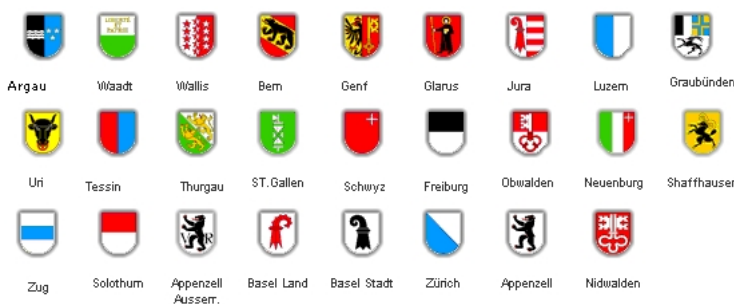 LIBERTÉ
ET
PATRIE
Argau Waadt Wallis Bern Genf Glarus Jura Luzern Graubünden
Uri Tessin Thurgau ST.Gallen Schwyz Freiburg Obwalden Neuenburg Shaffhauser
V R
Zug Solothurn Appenzell Ausserr. Basel Land Basel Stadt Zürich Appenzell Nidwalden